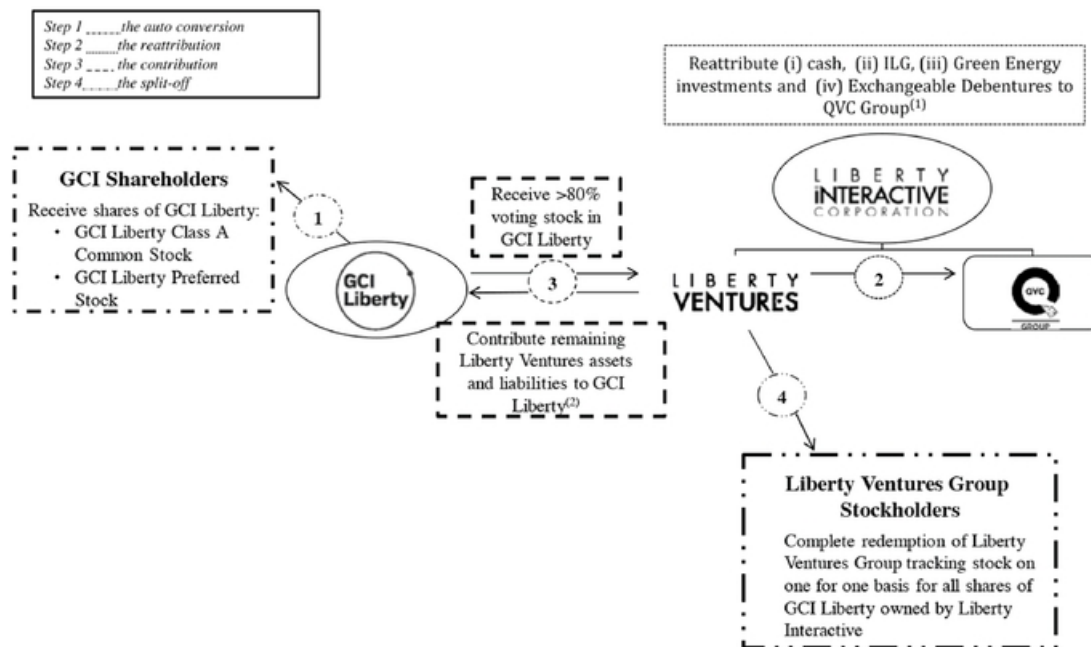 Step 1 ........the auto conversion
Step 2 ........the reattribution
Step 3 _ _ _ _ the contribution
Step 4........the split-off
Reattribute (i) cash, (ii) ILG, (iii) Green Energy
investments and (iv) Exchangeable Debentures to
QVC Group(1)
LIBERTY
iNTERACTIVE
CORPORATION
GCI Shareholders
Receive shares of GCI Liberty:
• GCI Liberty Class A
Common Stock
• GCI Liberty Preferred
Stock
1
GCI
Liberty
Receive >80%
voting stock in
GCI Liberty
3
Contribute remaining
Liberty Ventures assets
and liabilities to GCI
Liberty(2)
LIBERTY
VENTURES
2
QVC
GROUP
4
Liberty Ventures Group
Stockholders
Complete redemption of Liberty
Ventures Group tracking stock on
one for one basis for all shares of
GCI Liberty owned by Liberty
Interactive